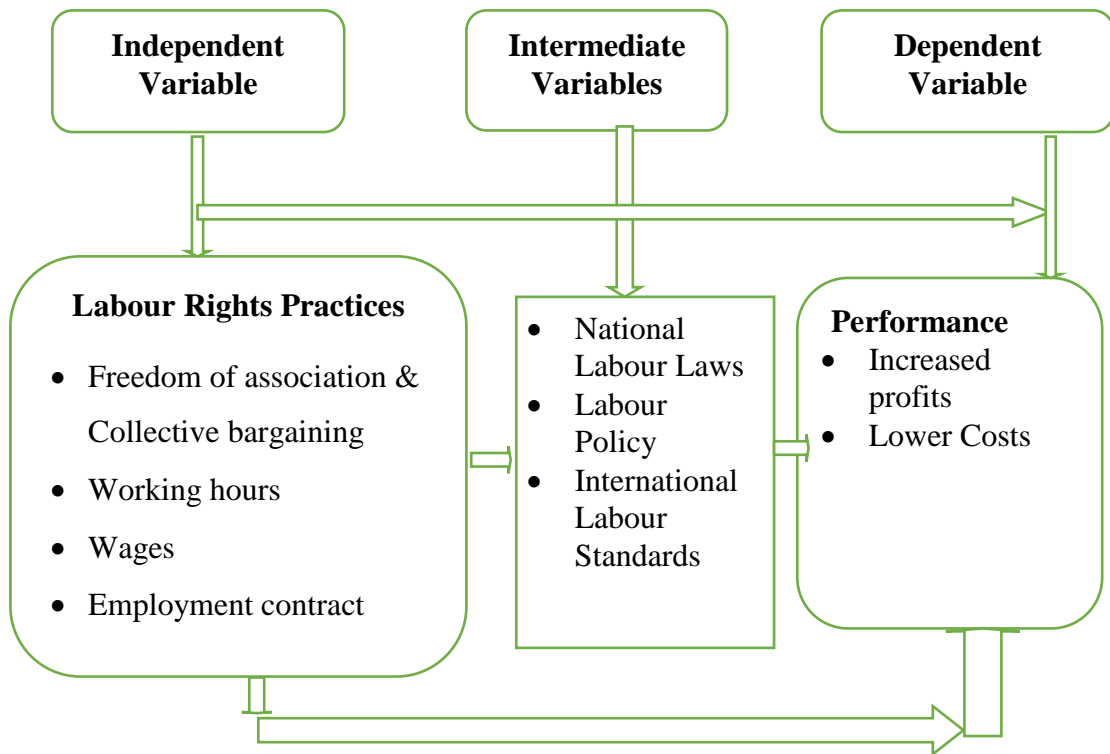 Independent
Variable
Intermediate
Variables
Dependent
Variable
Labour Rights Practices
• Freedom of association &
Collective bargaining
• Working hours
• Wages
• Employment contract
• National
Labour Laws
• Labour
Policy
• International
Labour
Standards
Performance
• Increased
profits
• Lower Costs